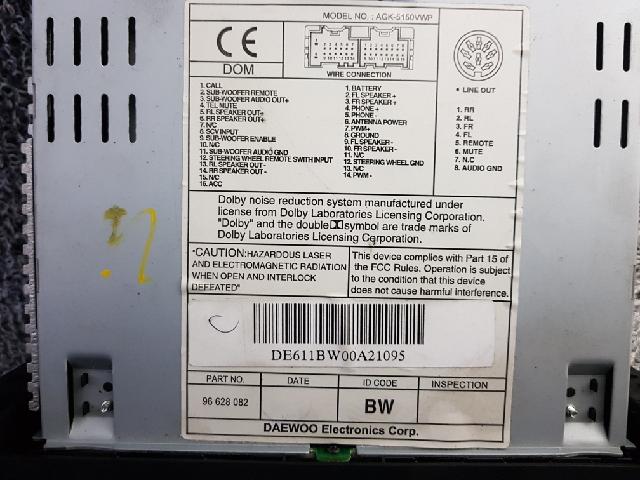 MODEL NO. : AGK-5150VWP
CE
DOM
WIRE CONNECTION
1. CALL
2. SUB-WOOFER REMOTE
3. SUB-WOOFER AUDIO OUT+
4. TEL MUTE
5. RL SPEAKER OUT+
6. RR SPEAKER OUT+
7. N/C
8. SCV INPUT
9. SUB-WOOFER ENABLE
10. N/C
11. SUB-WOOFER AUDIO GND
12. STEERING WHEEL REMOTE SWITH INPUT
13. RL SPEAKER OUT-
14. RR SPEAKER OUT-
15. N/C
16. ACC
1. BATTERY
2. FL SPEAKER +
3. FR SPEAKER +
4. PHONE +
5. PHONE -
6. ANTENNA POWER
7. PWM+
8. GROUND
9. FL SPEAKER -
10. FR SPEAKER -
11. N/C
12. STEERING WHEEL GND
13. N/C
14. PWM -
* LINE OUT
1. RR
2. RL
3. FR
4. FL
5. REMOTE
6. MUTE
7. N.C
8. AUDIO GND
Dolby noise reduction system manufactured under
license from Dolby Laboratories Licensing Corporation.
"Dolby" and the double D symbol are trade marks of
Dolby Laboratories Licensing Corporation.
"CAUTION:HAZARDOUS LASER
AND ELECTROMAGNETIC RADIATION
WHEN OPEN AND INTERLOCK
DEFEATED"
This device complies with Part 15 of
the FCC Rules. Operation is subject
to the condition that this device
does not cause harmful interference.
DE611BW00A21095
PART NO. DATE ID CODE INSPECTION
96 628 082 BW
DAEWOO Electronics Corp.